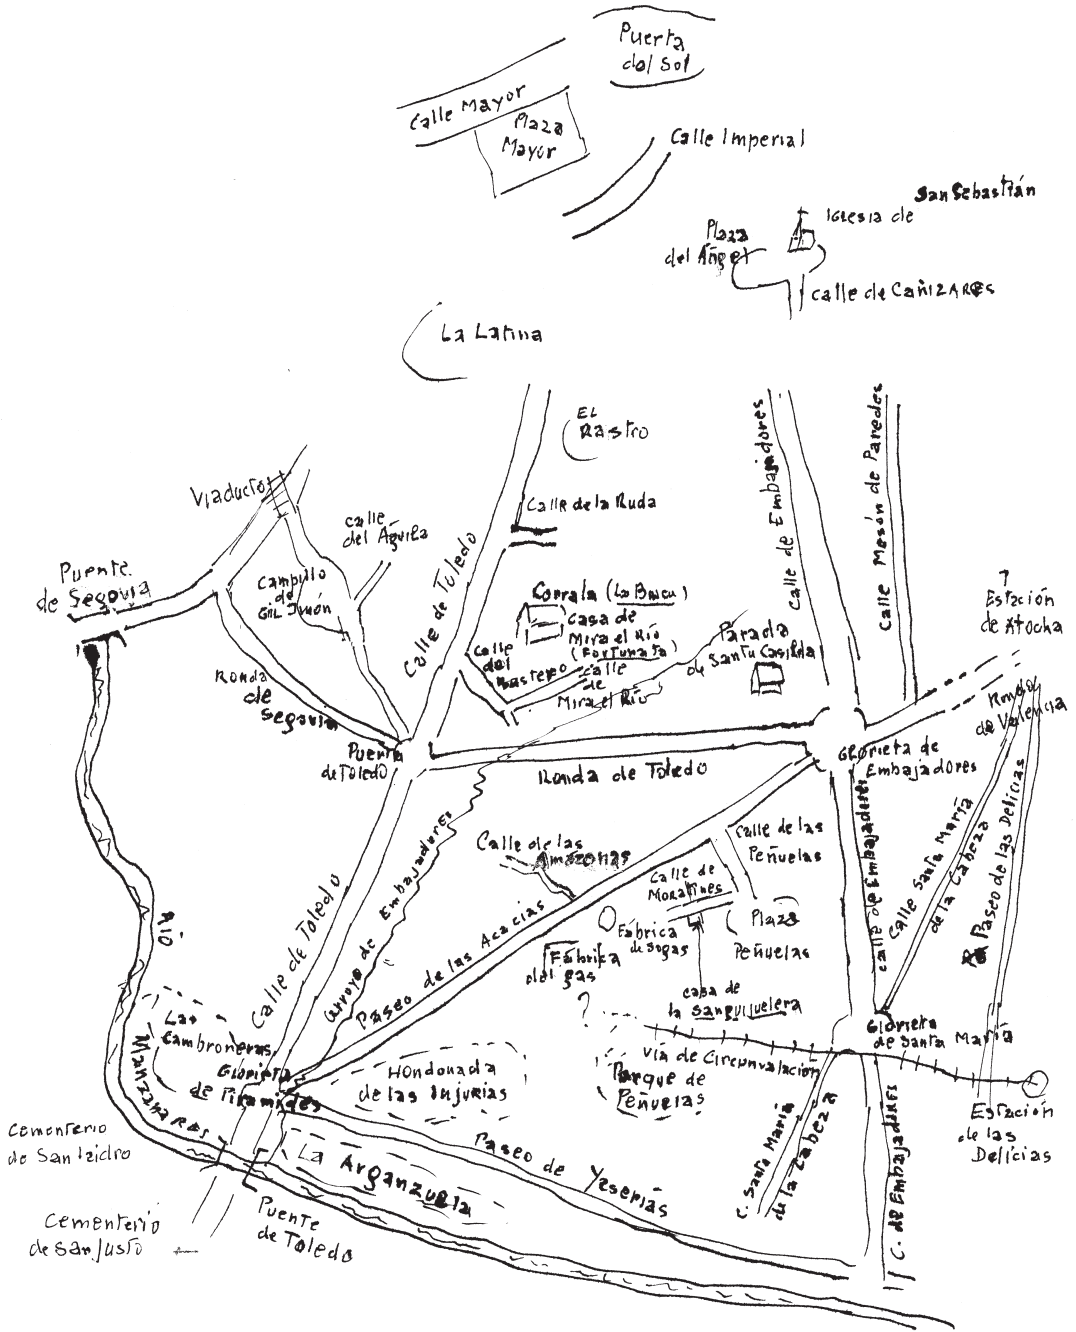 Puerta
del Sol
Calle Mayor
Plaza
Mayor
Calle Imperial
Iglesia de San Sebastián
Plaza
del Ángel
Calle de CAÑIZARES
La Latina
EL
Rastro
Viaducto
Calle
del Águila
Calle de la Ruda
Calle de Toledo
Calle de Embajadores
Calle Mesón de Paredes
Puente
de Segovia
Campillo
de
Gil Imón
Corrala (La Baseu)
Casa de
Mira el Río
(Fortunata)
Calle
del
Bastero
Calle
de
Mira el Río
Parada
de Santa Casilda
?
Estación
de Atocha
Ronda
de
Segovia
Ronda
de Valencia
Puerta
de Toledo
Ronda de Toledo
Glorieta de
Embajadores
Calle de las
Amazonas
Calle de las
Peñuelas
Calle de
Moratines
Plaza
Peñuelas
Fábrica
de sogas
Fábrica
del gas
casa de
la sanguijuelera
Calle de Embajadores
Calle Santa María
de la Cabeza
Paseo de las Delicias
Río
Manzanares
Calle de Toledo
Arroyo de Embajadores
Paseo de las Acacias
Las
Cambroneras
Glorieta
de Pirámides
Hondonada
de las Injurias
?
Vía de Circunvalación
Parque de
Peñuelas
Glorieta
de Santa María
Estación
de las
Delicias
Cementerio
de San Isidro
Cementerio
de San Justo
Puente
de Toledo
La Arganzuela
Paseo de Yeserías
C. Santa María
de la Cabeza
C. de Embajadores